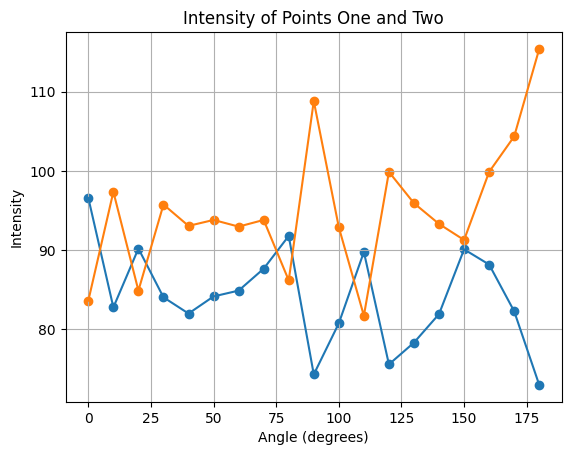 Intensity of Points One and Two
110
100
90
80
Intensity
0 25 50 75 100 125 150 175
Angle (degrees)